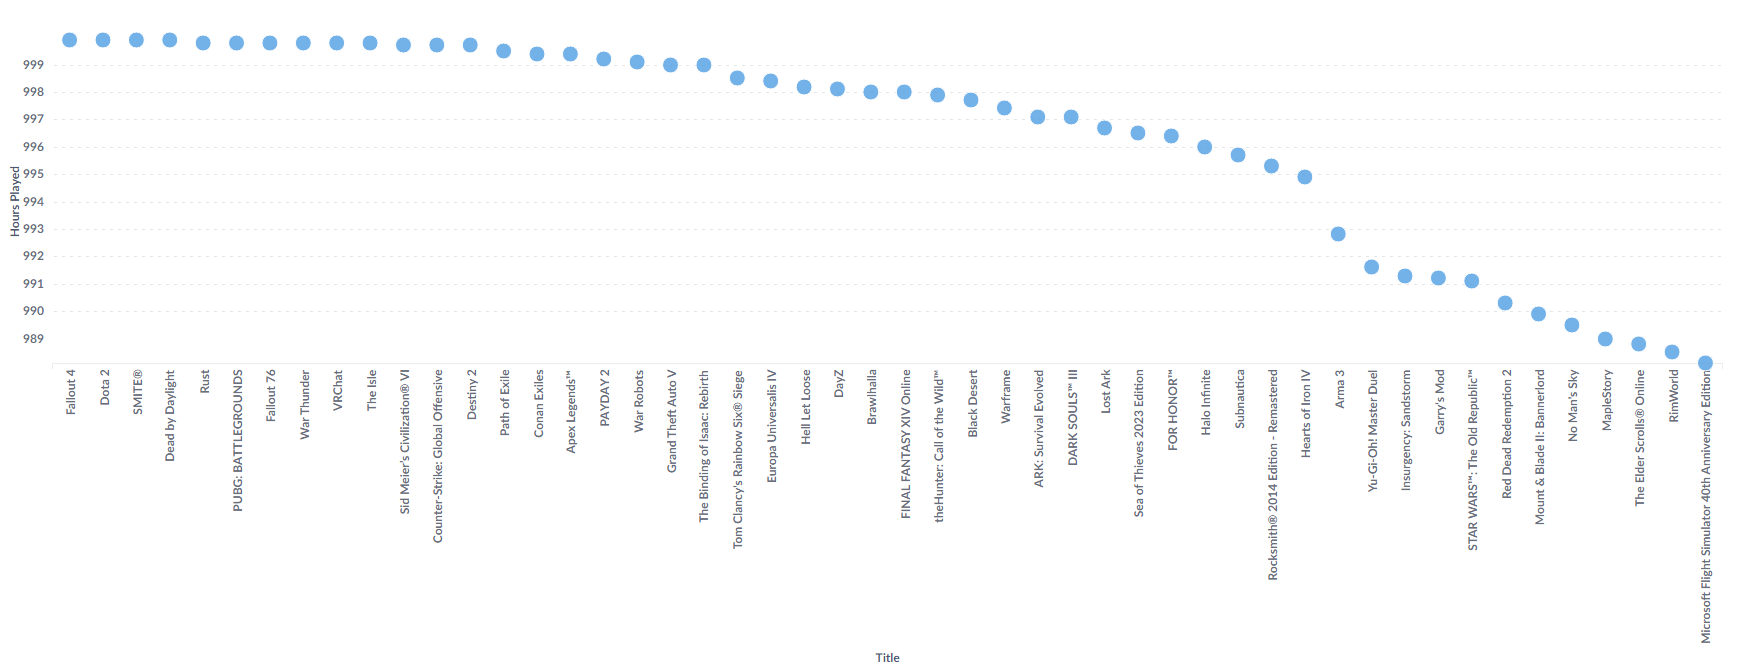 Hours Played
999
998
997
996
995
994
993
992
991
990
989
Fallout 4
Dota 2
SMITE®
Dead by Daylight
Rust
PUBG: BATTLEGROUNDS
Fallout 76
War Thunder
VRChat
The Isle
Sid Meier's Civilization® VI
Counter-Strike: Global Offensive
Destiny 2
Path of Exile
Conan Exiles
Apex Legends™
PAYDAY 2
War Robots
Grand Theft Auto V
The Binding of Isaac: Rebirth
Tom Clancy's Rainbow Six® Siege
Europa Universalis IV
Hell Let Loose
DayZ
Brawlhalla
FINAL FANTASY XIV Online
theHunter: Call of the Wild™
Black Desert
Warframe
ARK: Survival Evolved
DARK SOULS™ III
Lost Ark
Sea of Thieves 2023 Edition
FOR HONOR™
Halo Infinite
Subnautica
Rocksmith® 2014 Edition - Remastered
Hearts of Iron IV
Arma 3
Yu-Gi-Oh! Master Duel
Insurgency: Sandstorm
Garry's Mod
STAR WARS™: The Old Republic™
Red Dead Redemption 2
Mount & Blade II: Bannerlord
No Man's Sky
MapleStory
The Elder Scrolls® Online
RimWorld
Microsoft Flight Simulator 40th Anniversary Edition
Title